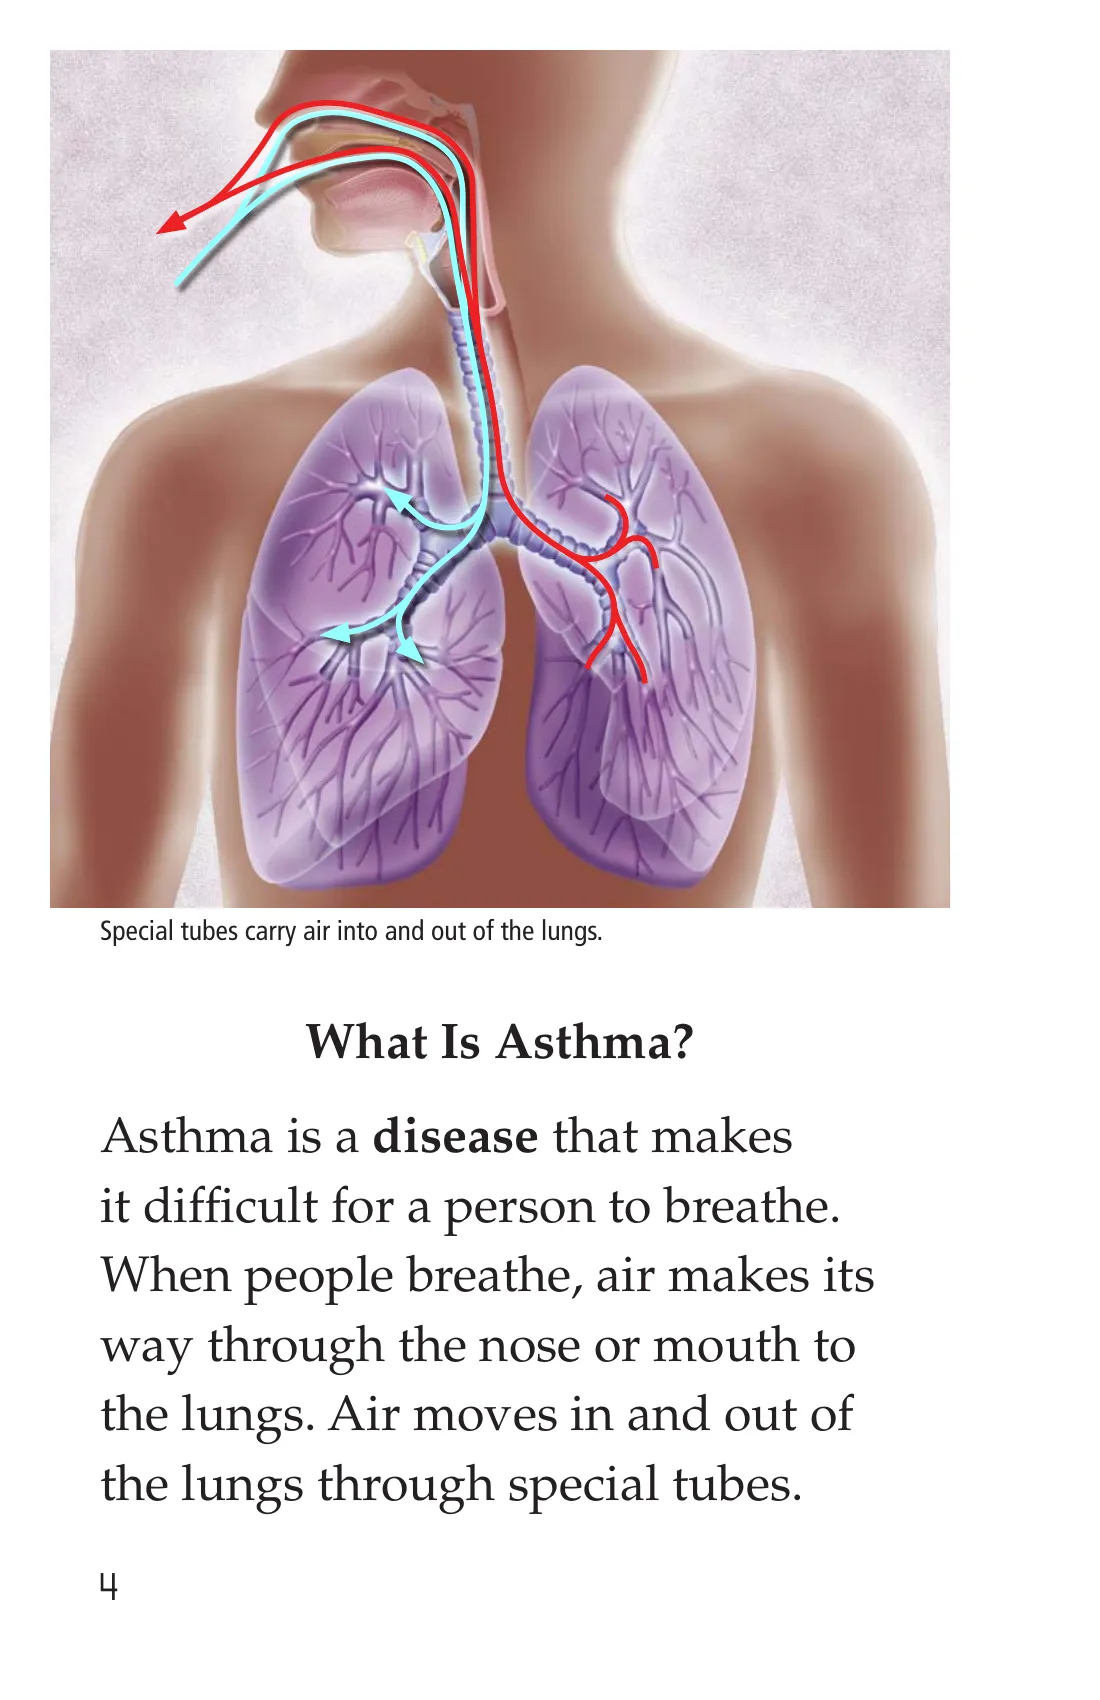 Special tubes carry air into and out of the lungs.
What Is Asthma?
Asthma is a disease that makes
it difficult for a person to breathe.
When people breathe, air makes its
way through the nose or mouth to
the lungs. Air moves in and out of
the lungs through special tubes.
4